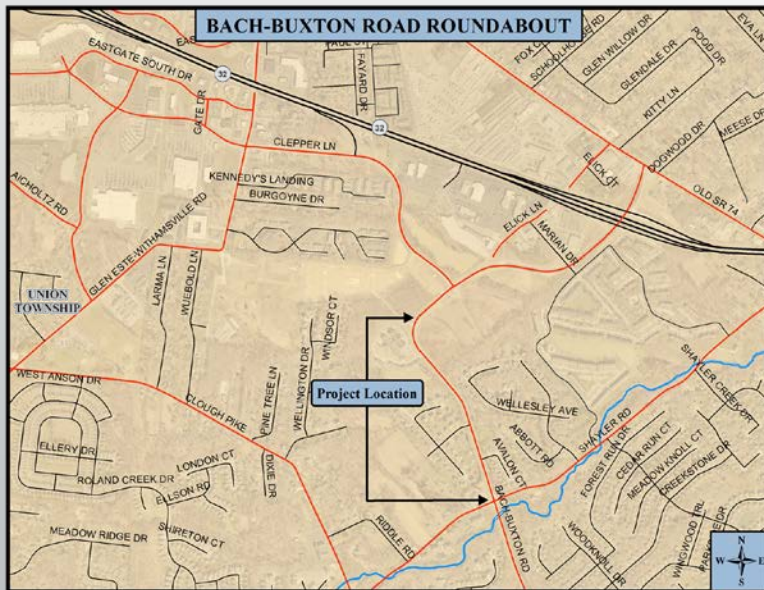 BACH-BUXTON ROAD ROUNDABOUT
EASTGATE SOUTH DR
32
GATE DR
FAYARD DR
FOX
SCHOOLHOUSE RD
GLEN WILLOW DR
GLENDALE DR
POOD DR
EVA LN
KITTY LN
DOGWOOD DR
MEESE DR
32
CLEPPER LN
ELICK CT
OLD SR 74
KENNEDY'S LANDING
BURGOYNE DR
AICHOLTZ RD
GLEN ESTE-WITHAMSVILLE RD
ELICK LN
MARIAN DR
LARMA LN
WUEBOLD LN
UNION
TOWNSHIP
WINDSOR CT
WELLINGTON DR
PINE TREE LN
WEST ANSON DR
CLOUGH PIKE
Project Location
WELLESLEY AVE
SHAYLER CREEK DR
SHAYLER RD
ABBOTT RD
AVALON CT
FOREST RUN DR
CEDAR RUN CT
MEADOW KNOLL CT
CREEKSTONE DR
ELLERY DR
LONDON CT
ROLAND CREEK DR
ELLSON RD
DIXIE DR
BACH-BUXTON RD
SHIRETON CT
MEADOW RIDGE DR
RIDDLE RD
WOODKNOLL DR
WINGWOOD TRL
N
W E
S